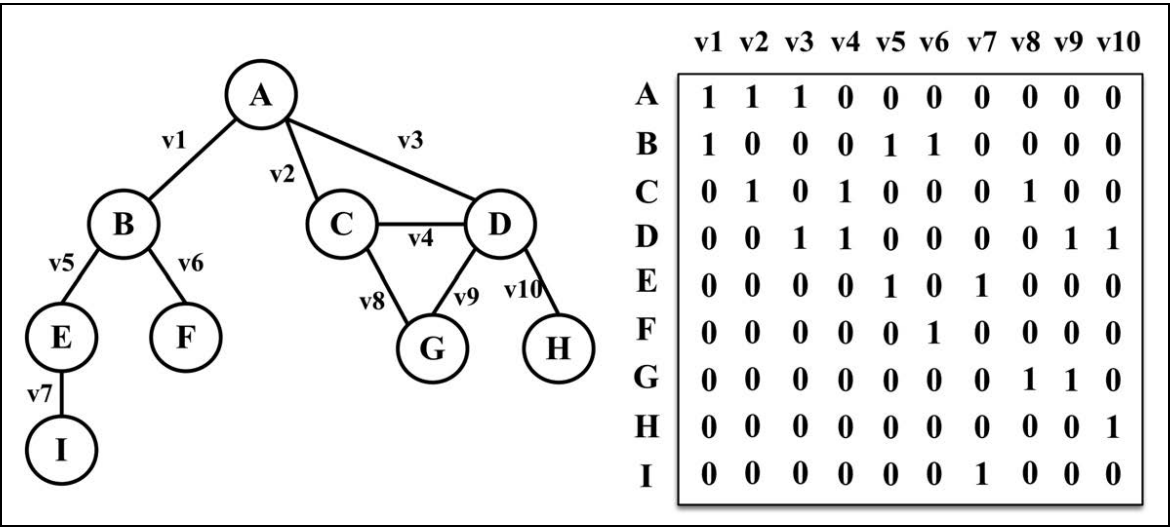 A
v1
v3
v2
B
C
D
v4
v5
v6
v8
v9
v10
E
F
G
H
v7
I
v1 v2 v3 v4 v5 v6 v7 v8 v9 v10
A 1 1 1 0 0 0 0 0 0 0
B 1 0 0 0 1 1 0 0 0 0
C 0 1 0 1 0 0 0 1 0 0
D 0 0 1 1 0 0 0 0 1 1
E 0 0 0 0 1 0 1 0 0 0
F 0 0 0 0 0 1 0 0 0 0
G 0 0 0 0 0 0 0 1 1 0
H 0 0 0 0 0 0 0 0 0 1
I 0 0 0 0 0 0 1 0 0 0